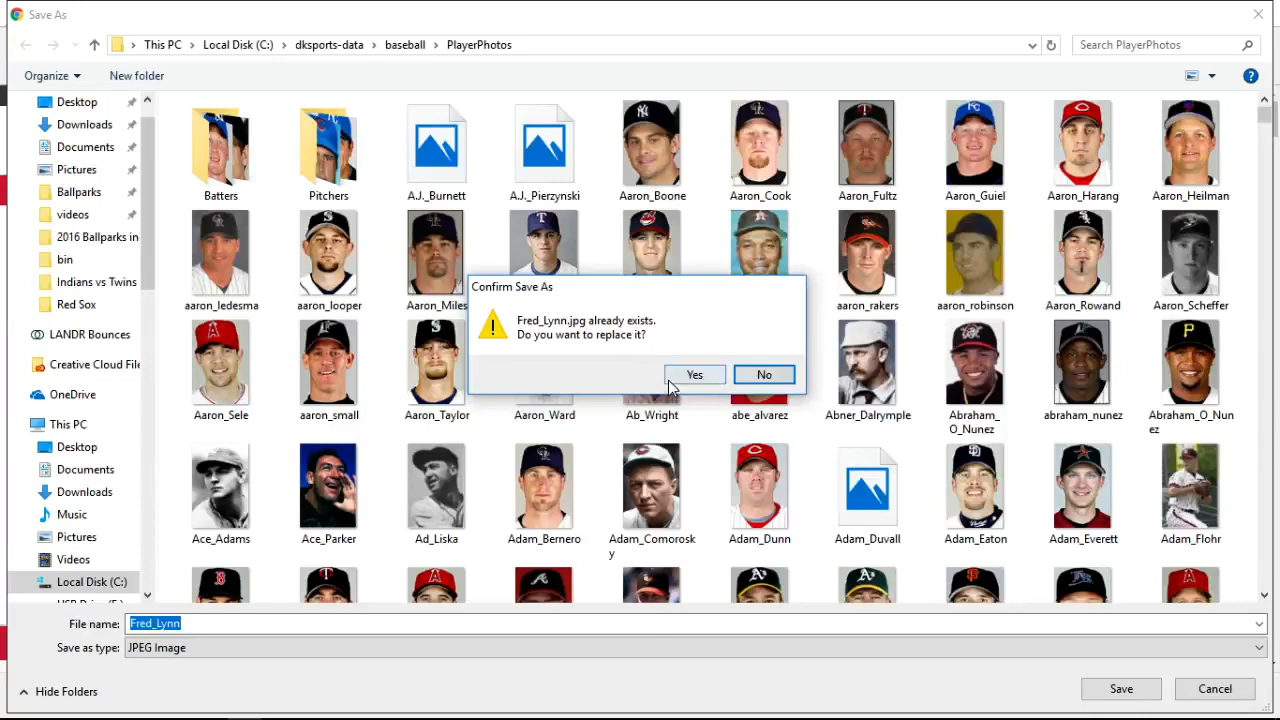 Save As
This PC
Local Disk (C:)
dksports-data
baseball
PlayerPhotos
Search PlayerPhotos
Organize
New folder
Desktop
Downloads
Documents
Pictures
Ballparks
videos
2016 Ballparks in
bin
Indians vs Twins
Red Sox
LANDR Bounces
Creative Cloud File
OneDrive
This PC
Desktop
Documents
Downloads
Music
Pictures
Videos
Local Disk (C:)
Batters
Pitchers
A.J._Burnett
A.J._Pierzynski
Aaron_Boone
Aaron_Cook
Aaron_Fultz
Aaron_Guiel
Aaron_Harang
Aaron_Heilman
aaron_ledesma
aaron_looper
Aaron_Miles
aaron_rakers
aaron_robinson
Aaron_Rowand
Aaron_Scheffer
Confirm Save As
Fred_Lynn.jpg already exists.
Do you want to replace it?
Yes
No
Aaron_Sele
aaron_small
Aaron_Taylor
Aaron_Ward
Ab_Wright
abe_alvarez
Abner_Dalrymple
Abraham_
O_Nunez
abraham_nunez
Abraham_O_Nun
ez
Ace_Adams
Ace_Parker
Ad_Liska
Adam_Bernero
Adam_Comorosk
y
Adam_Dunn
Adam_Duvall
Adam_Eaton
Adam_Everett
Adam_Flohr
File name:
Fred_Lynn
Save as type:
JPEG Image
Hide Folders
Save
Cancel